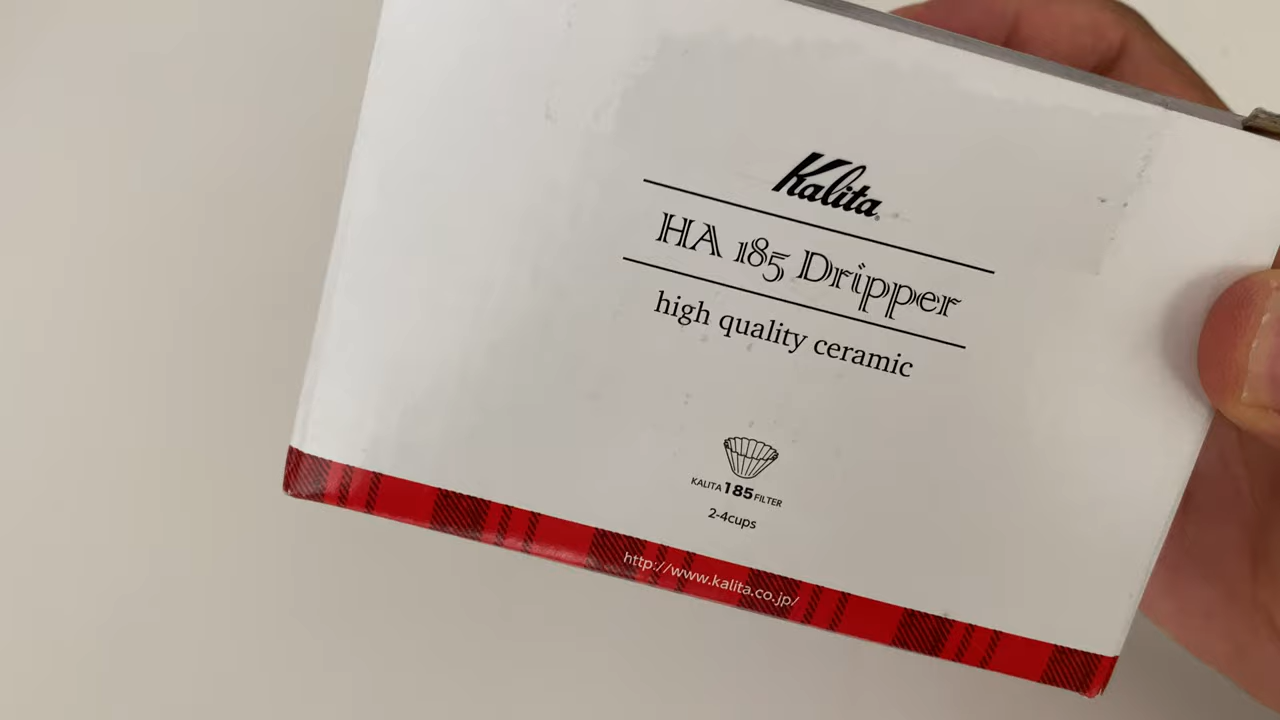 Kalita
HA 185 Dripper
high quality ceramic
KALITA 185 FILTER
2-4cups
http://www.kalita.co.jp/